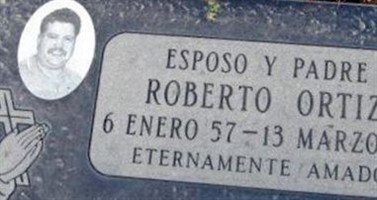 ESPOSO Y PADRE
ROBERTO ORTIZ
6 ENERO 57-13 MARZO
ETERNAMENTE AMADO